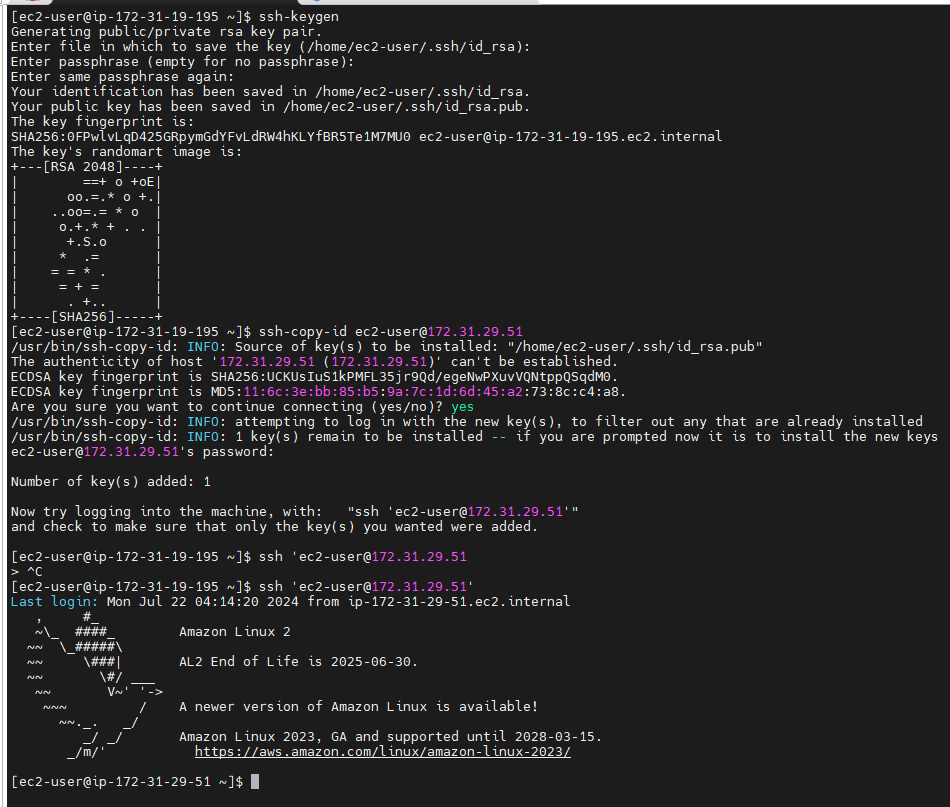 [ec2-user@ip-172-31-19-195 ~]$ ssh-keygen
Generating public/private rsa key pair.
Enter file in which to save the key (/home/ec2-user/.ssh/id_rsa):
Enter passphrase (empty for no passphrase):
Enter same passphrase again:
Your identification has been saved in /home/ec2-user/.ssh/id_rsa.
Your public key has been saved in /home/ec2-user/.ssh/id_rsa.pub.
The key fingerprint is:
SHA256:0FPwlvLqD425GRpymGdYFvLdRW4hKLYfBR5Te1M7MU0 ec2-user@ip-172-31-19-195.ec2.internal
The key's randomart image is:
+---[RSA 2048]----+
|        ==+ o +oE|
|      oo.=.* o +.|
|    ..oo=.= * o  |
|     o.+.* + . . |
|      +.S.o      |
|     *  .=       |
|    = = * .      |
|     = + =       |
|      . +..      |
+----[SHA256]-----+
[ec2-user@ip-172-31-19-195 ~]$ ssh-copy-id ec2-user@172.31.29.51
/usr/bin/ssh-copy-id: INFO: Source of key(s) to be installed: "/home/ec2-user/.ssh/id_rsa.pub"
The authenticity of host '172.31.29.51 (172.31.29.51)' can't be established.
ECDSA key fingerprint is SHA256:UCKUsIuS1kPMFL35jr9Qd/egeNwPXuvVQNtppQSqdM0.
ECDSA key fingerprint is MD5:11:6c:3e:bb:85:b5:9a:7c:1d:6d:45:a2:73:8c:c4:a8.
Are you sure you want to continue connecting (yes/no)? yes
/usr/bin/ssh-copy-id: INFO: attempting to log in with the new key(s), to filter out any that are already installed
/usr/bin/ssh-copy-id: INFO: 1 key(s) remain to be installed -- if you are prompted now it is to install the new keys
ec2-user@172.31.29.51's password:
Number of key(s) added: 1
Now try logging into the machine, with:   "ssh 'ec2-user@172.31.29.51'"
and check to make sure that only the key(s) you wanted were added.
[ec2-user@ip-172-31-19-195 ~]$ ssh 'ec2-user@172.31.29.51
> ^C
[ec2-user@ip-172-31-19-195 ~]$ ssh 'ec2-user@172.31.29.51'
Last login: Mon Jul 22 04:14:20 2024 from ip-172-31-29-51.ec2.internal
   ,     #_
   ~\_  ####_        Amazon Linux 2
  ~~  \_#####\
  ~~     \###|       AL2 End of Life is 2025-06-30.
  ~~       \#/ ___
   ~~       V~' '->
    ~~~         /    A newer version of Amazon Linux is available!
      ~~._.   _/
         _/ _/       Amazon Linux 2023, GA and supported until 2028-03-15.
       _/m/'           https://aws.amazon.com/linux/amazon-linux-2023/
[ec2-user@ip-172-31-29-51 ~]$